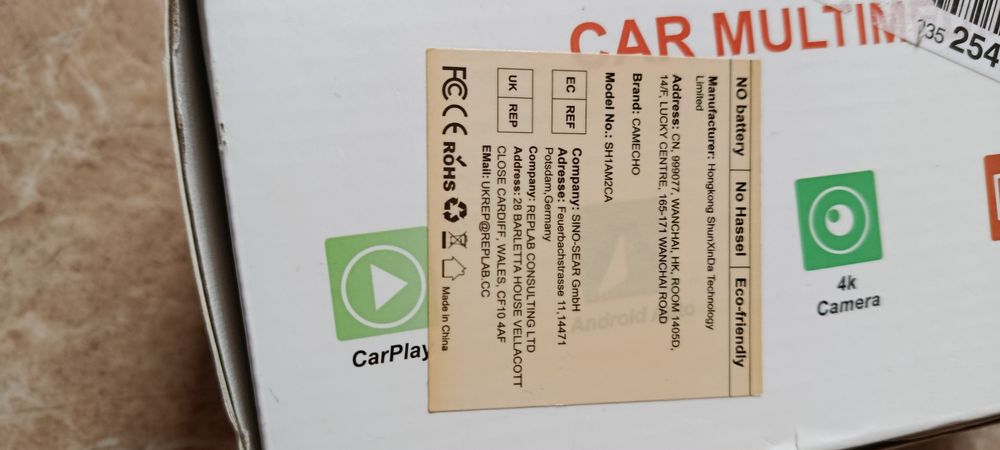 CAR MULTIM
235 254
NO battery No Hassel Eco-friendly
Manufacturer: Hongkong ShunXinDa Technology
Limited
Address: CN, 999077, WANCHAI, HK, ROOM 1405D,
14/F, LUCKY CENTRE, 165-171 WANCHAI ROAD
Brand: CAMECHO
Model No.: SH1AM2CA
EC REF
Company: SINO-SEAR GmbH
Adresse: Feuerbachstrasse 11,14471
Potsdam,Germany
UK REP
Company: REPLAB CONSULTING LTD
Address: 28 BARLETTA HOUSE VELLACOTT
CLOSE CARDIFF, WALES, CF10 4AF
EMail: UKREP@REPLAB.CC
FC CE RoHS Made in China
CarPlay
Android Auto
4k
Camera